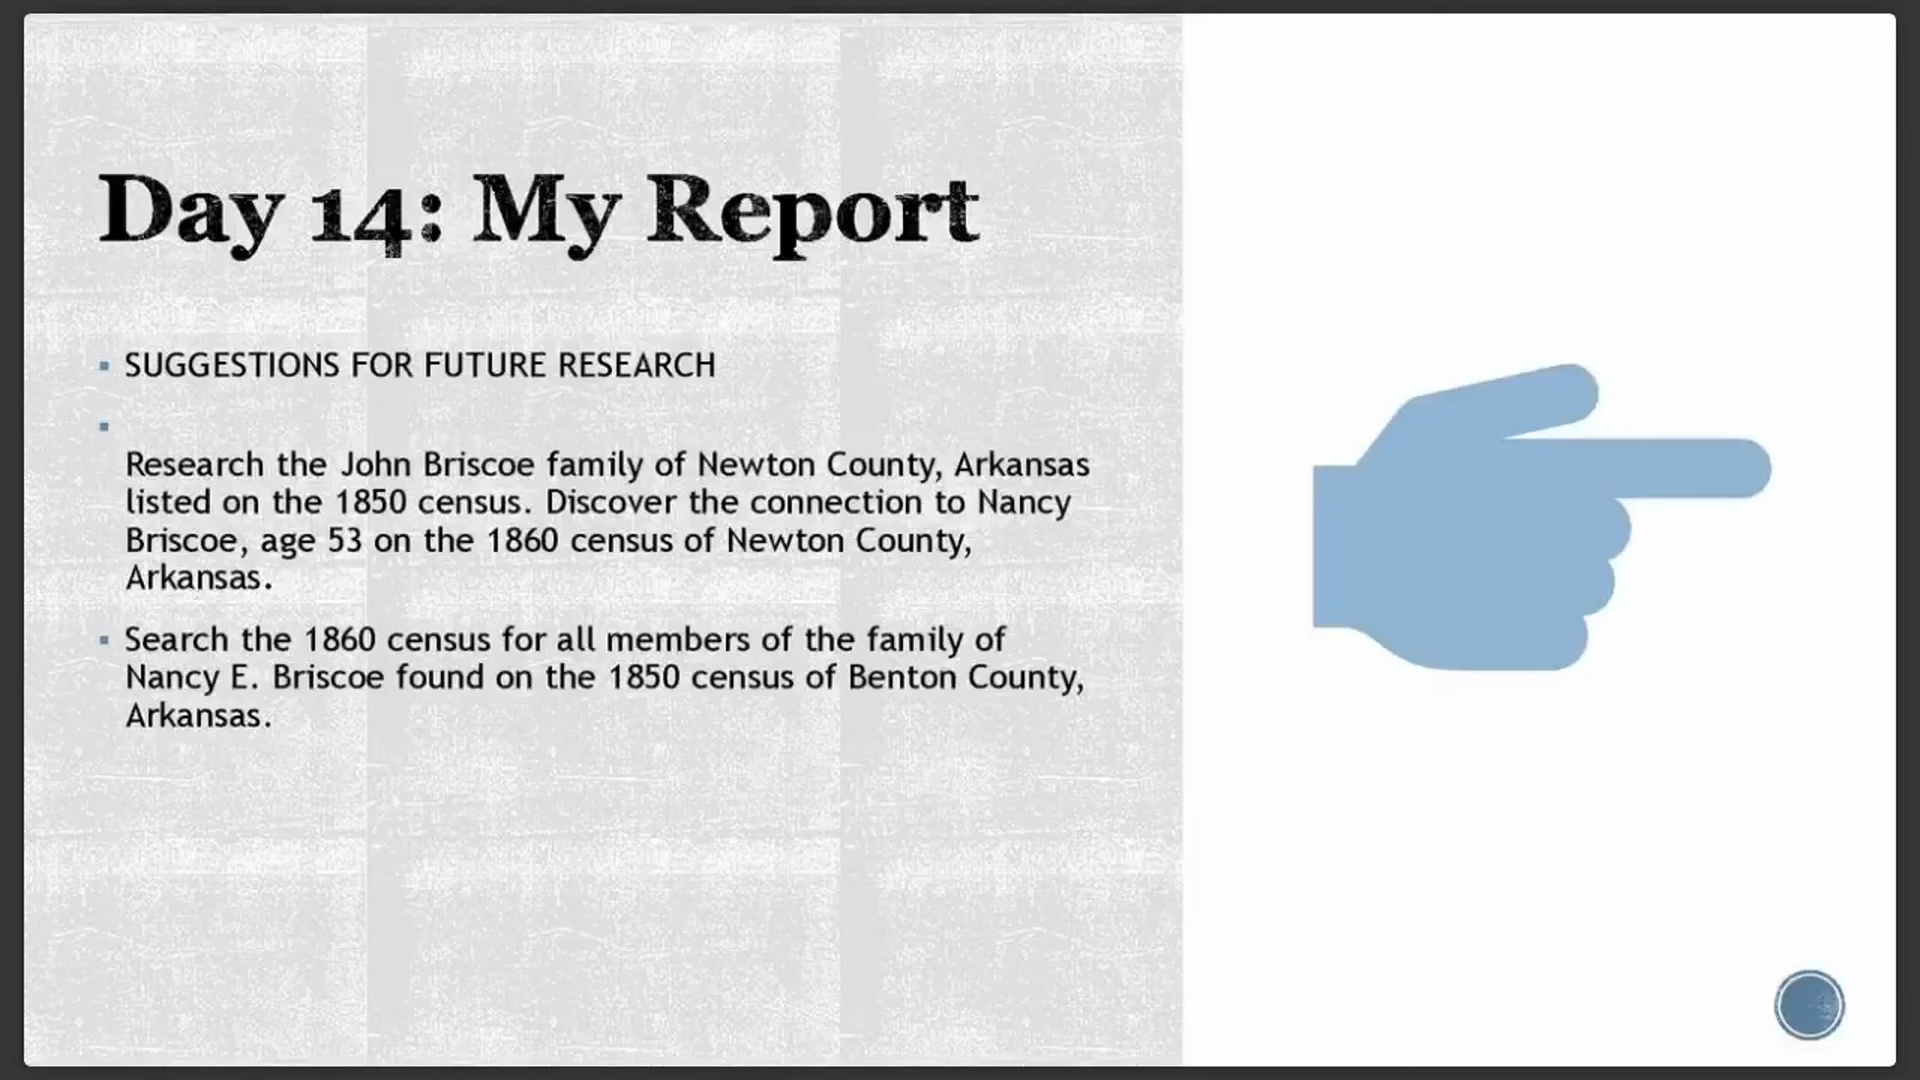 Day 14: My Report
SUGGESTIONS FOR FUTURE RESEARCH
Research the John Briscoe family of Newton County, Arkansas
listed on the 1850 census. Discover the connection to Nancy
Briscoe, age 53 on the 1860 census of Newton County,
Arkansas.
Search the 1860 census for all members of the family of
Nancy E. Briscoe found on the 1850 census of Benton County,
Arkansas.